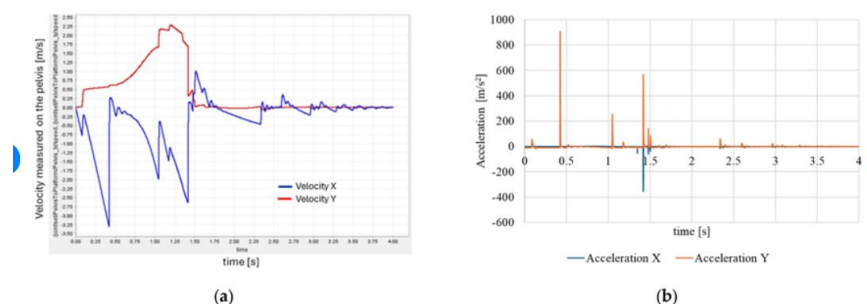 (a)
Velocity measured on the pelvis [m/s]
2.50
2.25
2.00
1.75
1.50
1.25
1.00
0.75
0.50
0.25
0.00
-0.25
-0.50
-0.75
-1.00
-1.25
-1.50
-1.75
-2.00
-2.25
-2.50
-2.75
-3.00
-3.25
-3.50
Velocity X
Velocity Y
0.00 0.25 0.50 0.75 1.00 1.25 1.50 1.75 2.00 2.25 2.50 2.75 3.00 3.25 3.50 3.75 4.00
time
time [s]
(b)
Acceleration [m/s²]
1000
800
600
400
200
0
-200
-400
-600
0 0.5 1 1.5 2 2.5 3 3.5 4
time [s]
Acceleration X Acceleration Y
(a) (b)